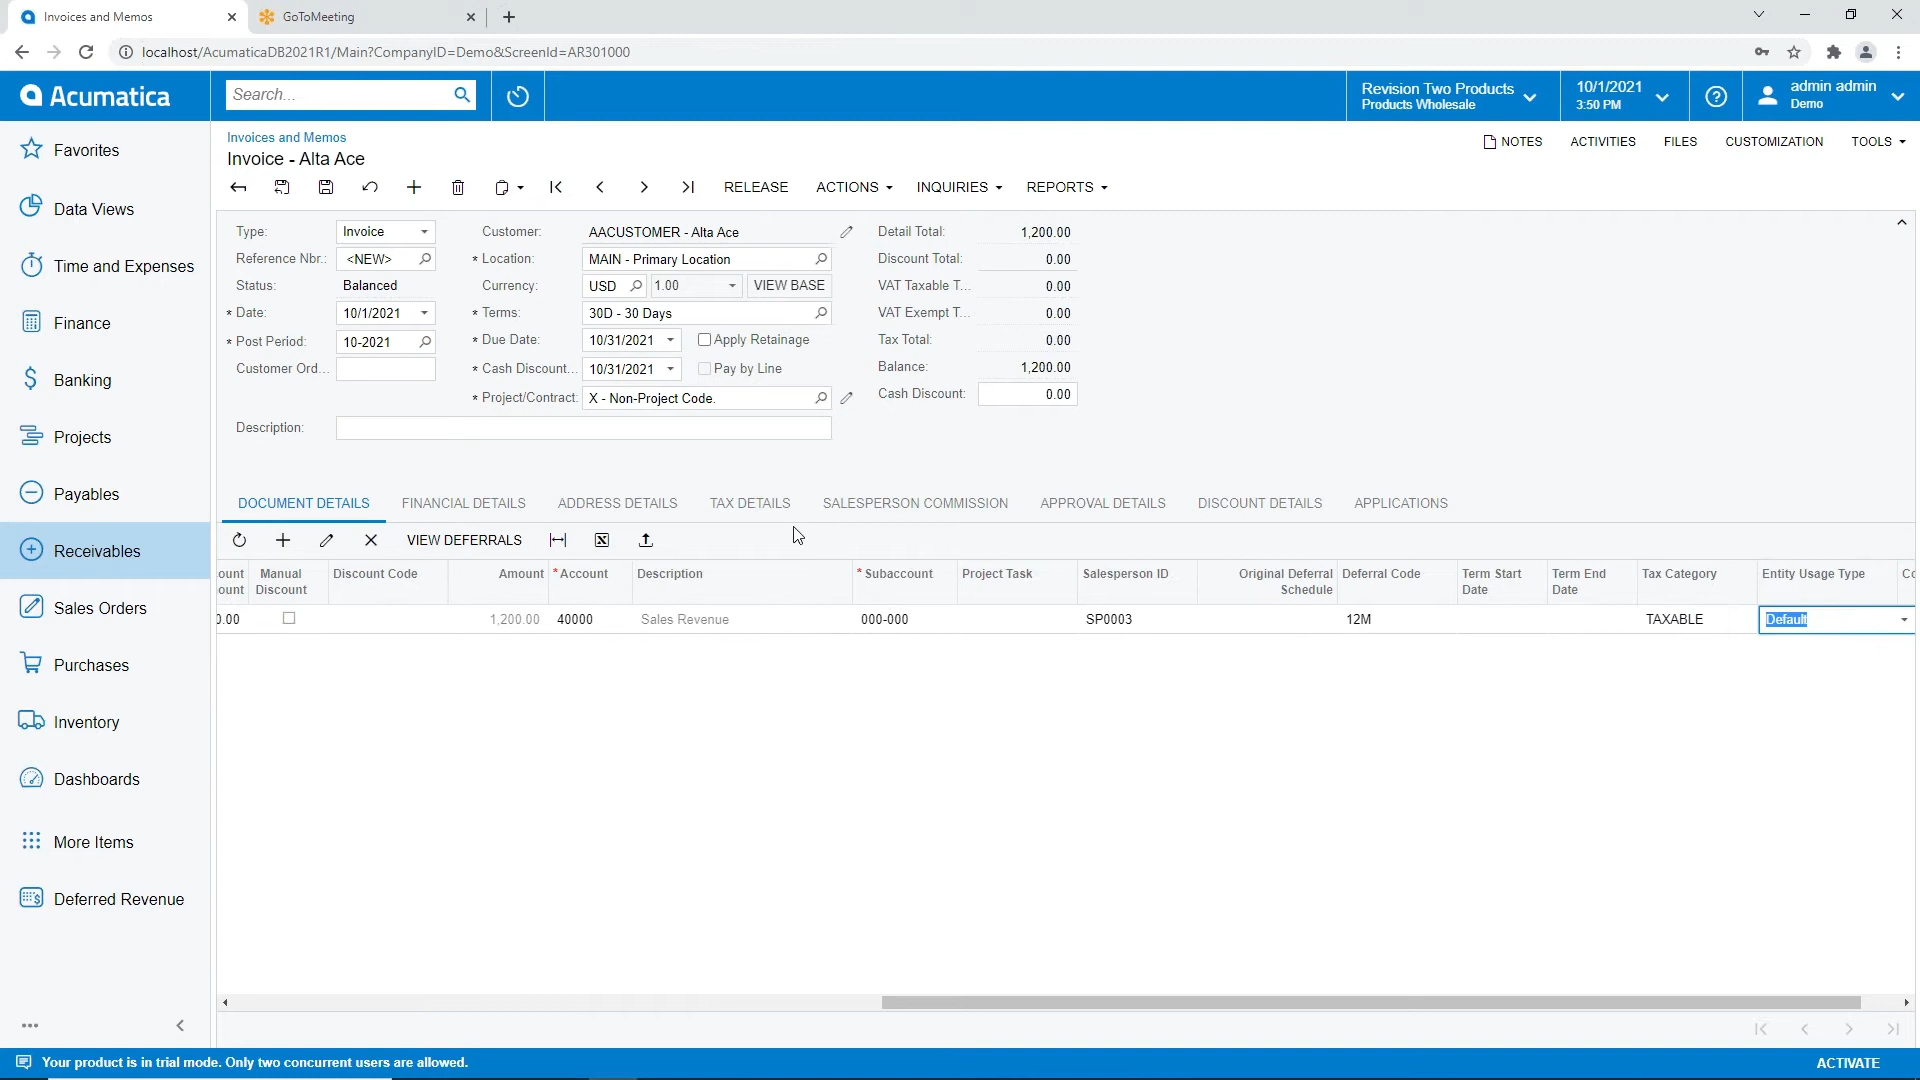 Invoices and Memos
GoToMeeting
localhost/AcumaticaDB2021R1/Main?CompanyID=Demo&ScreenId=AR301000
Acumatica
Search...
Revision Two Products
Products Wholesale
10/1/2021
3:50 PM
admin admin
Demo
Favorites
Data Views
Time and Expenses
Finance
Banking
Projects
Payables
Receivables
Sales Orders
Purchases
Inventory
Dashboards
More Items
Deferred Revenue
Invoices and Memos
Invoice - Alta Ace
NOTES ACTIVITIES FILES CUSTOMIZATION TOOLS
RELEASE ACTIONS INQUIRIES REPORTS
Type: Invoice Customer: AACUSTOMER - Alta Ace Detail Total: 1,200.00
Reference Nbr.: <NEW> * Location: MAIN - Primary Location Discount Total: 0.00
Status: Balanced Currency: USD 1.00 VIEW BASE VAT Taxable T... 0.00
* Date: 10/1/2021 * Terms: 30D - 30 Days VAT Exempt T... 0.00
* Post Period: 10-2021 * Due Date: 10/31/2021 Apply Retainage Tax Total: 0.00
Customer Ord... * Cash Discount... 10/31/2021 Pay by Line Balance: 1,200.00
* Project/Contract: X - Non-Project Code. Cash Discount: 0.00
Description:
DOCUMENT DETAILS FINANCIAL DETAILS ADDRESS DETAILS TAX DETAILS SALESPERSON COMMISSION APPROVAL DETAILS DISCOUNT DETAILS APPLICATIONS
VIEW DEFERRALS
ount Manual Discount Code Amount * Account Description * Subaccount Project Task Salesperson ID Original Deferral Deferral Code Term Start Term End Tax Category Entity Usage Type Co
ount Discount Schedule Date Date
0.00 1,200.00 40000 Sales Revenue 000-000 SP0003 12M TAXABLE Default
Your product is in trial mode. Only two concurrent users are allowed.
ACTIVATE